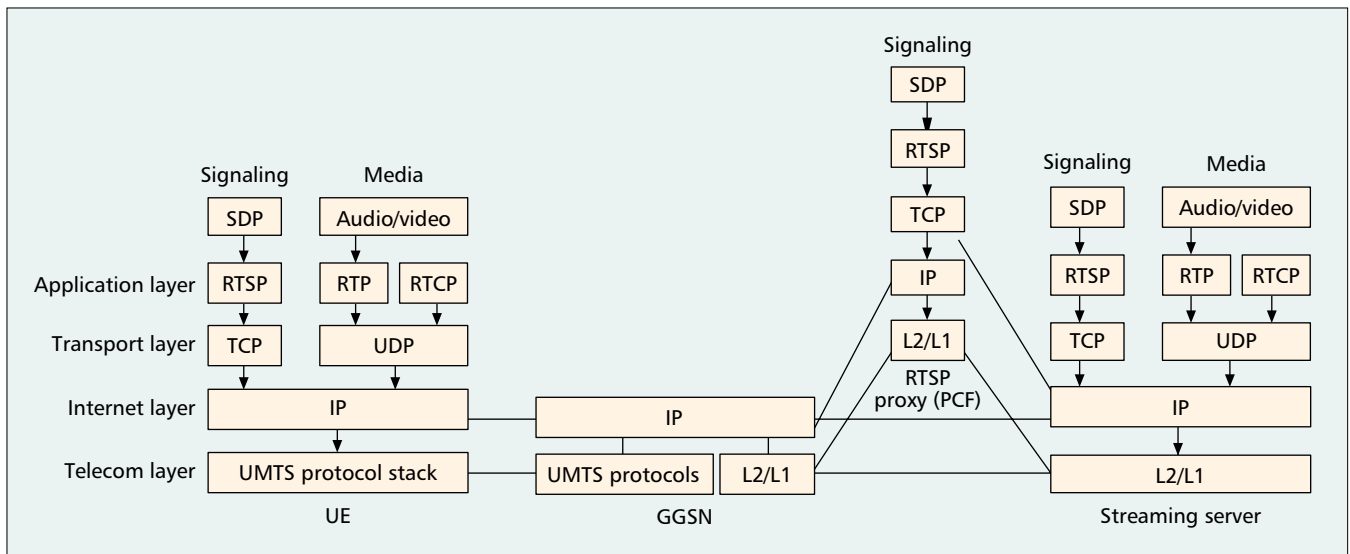 Signaling
SDP
RTSP
TCP
IP
L2/L1
RTSP
proxy (PCF)
Signaling Media
SDP Audio/video
Application layer RTSP RTP RTCP
Transport layer TCP UDP
Internet layer IP
Telecom layer UMTS protocol stack
UE
IP
UMTS protocols L2/L1
GGSN
Signaling Media
SDP Audio/video
RTSP RTP RTCP
TCP UDP
IP
L2/L1
Streaming server